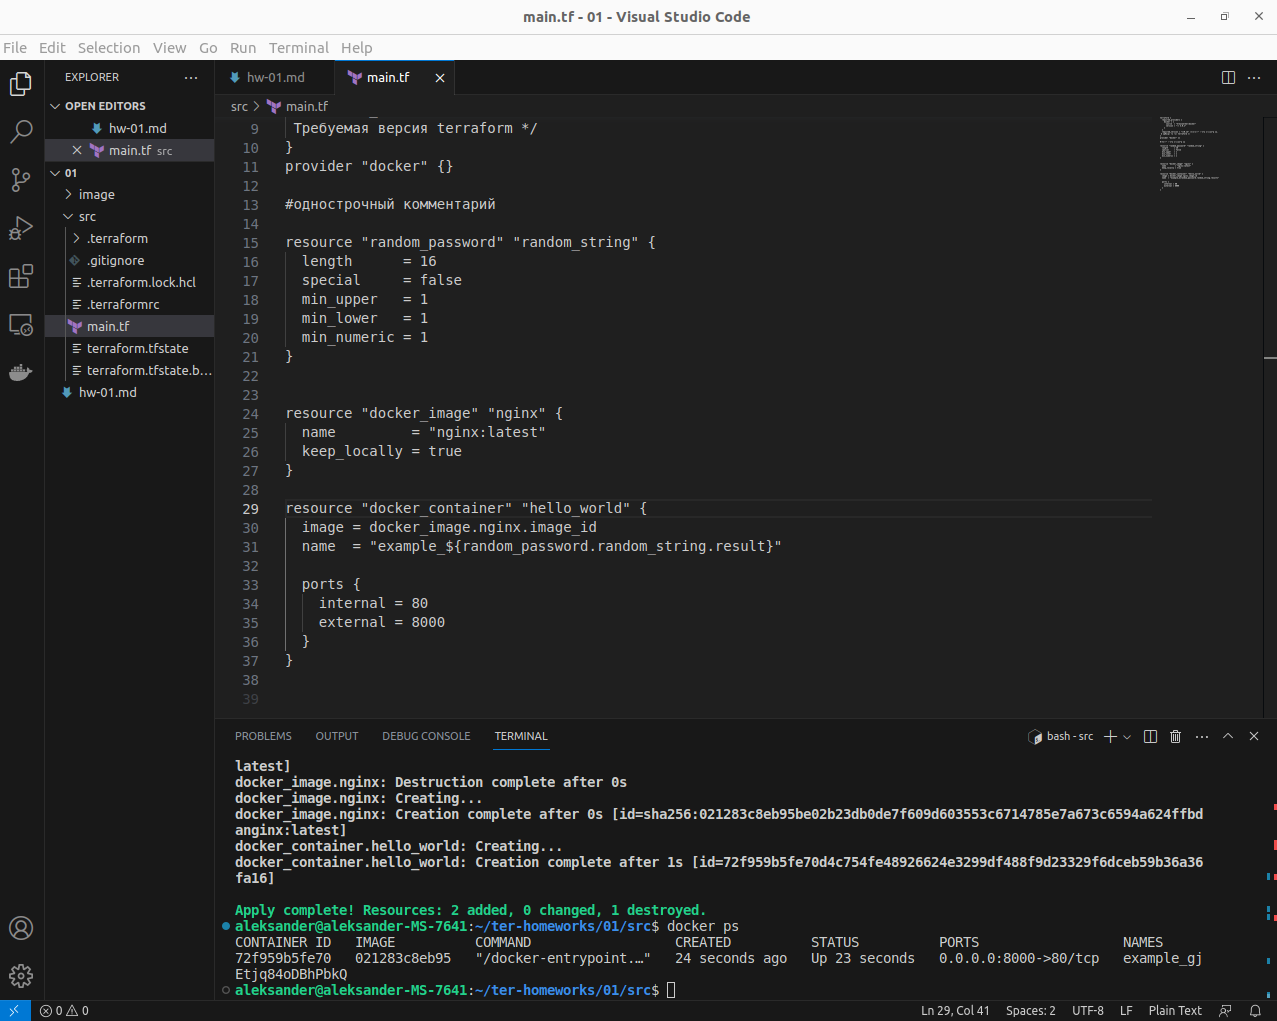 main.tf - 01 - Visual Studio Code
File Edit Selection View Go Run Terminal Help
EXPLORER
OPEN EDITORS
hw-01.md
main.tf src
01
image
src
.terraform
.gitignore
.terraform.lock.hcl
.terraformrc
main.tf
terraform.tfstate
terraform.tfstate.b...
hw-01.md
hw-01.md main.tf
src > main.tf
9 Требуемая версия terraform */
10 }
11 provider "docker" {}
12
13 #однострочный комментарий
14
15 resource "random_password" "random_string" {
16 length = 16
17 special = false
18 min_upper = 1
19 min_lower = 1
20 min_numeric = 1
21 }
22
23
24 resource "docker_image" "nginx" {
25 name = "nginx:latest"
26 keep_locally = true
27 }
28
29 resource "docker_container" "hello_world" {
30 image = docker_image.nginx.image_id
31 name = "example_${random_password.random_string.result}"
32
33 ports {
34 internal = 80
35 external = 8000
36 }
37 }
38
39
PROBLEMS OUTPUT DEBUG CONSOLE TERMINAL
bash - src
latest]
docker_image.nginx: Destruction complete after 0s
docker_image.nginx: Creating...
docker_image.nginx: Creation complete after 0s [id=sha256:021283c8eb95be02b23db0de7f609d603553c6714785e7a673c6594a624ffbd
anginx:latest]
docker_container.hello_world: Creating...
docker_container.hello_world: Creation complete after 1s [id=72f959b5fe70d4c754fe48926624e3299df488f9d23329f6dceb59b36a36
fa16]
Apply complete! Resources: 2 added, 0 changed, 1 destroyed.
aleksander@aleksander-MS-7641:~/ter-homeworks/01/src$ docker ps
CONTAINER ID IMAGE COMMAND CREATED STATUS PORTS NAMES
72f959b5fe70 021283c8eb95 "/docker-entrypoint.…" 24 seconds ago Up 23 seconds 0.0.0.0:8000->80/tcp example_gj
Etjq84oDBhPbkQ
aleksander@aleksander-MS-7641:~/ter-homeworks/01/src$
0 0
Ln 29, Col 41 Spaces: 2 UTF-8 LF Plain Text